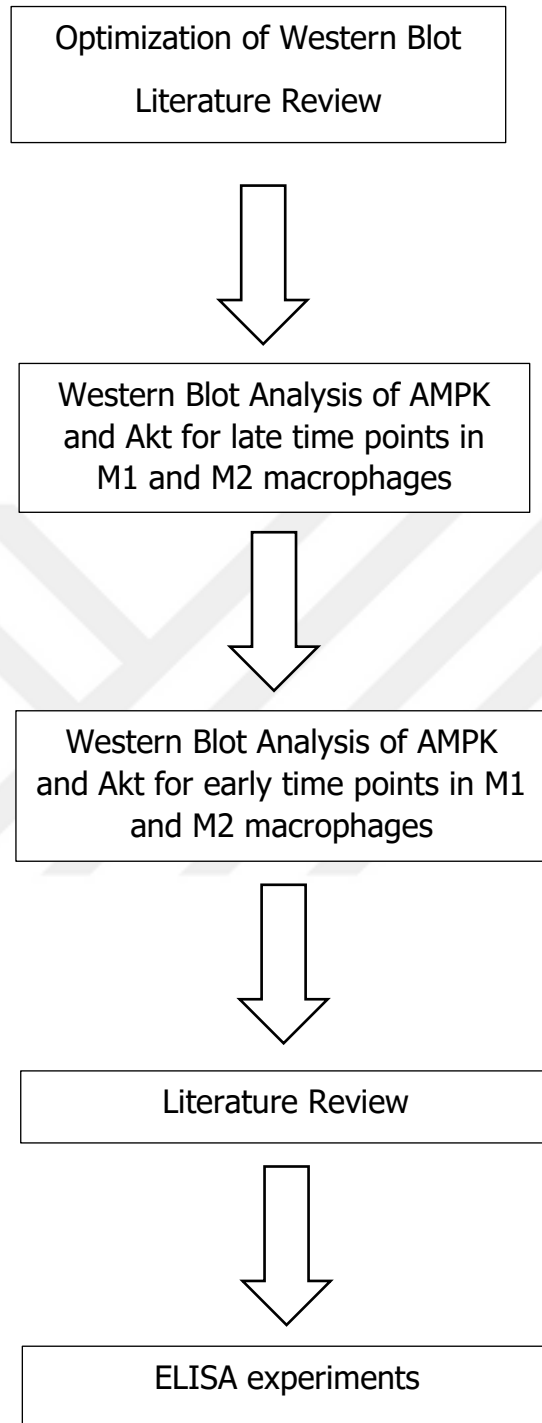 Optimization of Western Blot
Literature Review
Western Blot Analysis of AMPK
and Akt for late time points in
M1 and M2 macrophages
Western Blot Analysis of AMPK
and Akt for early time points in M1
and M2 macrophages
Literature Review
ELISA experiments